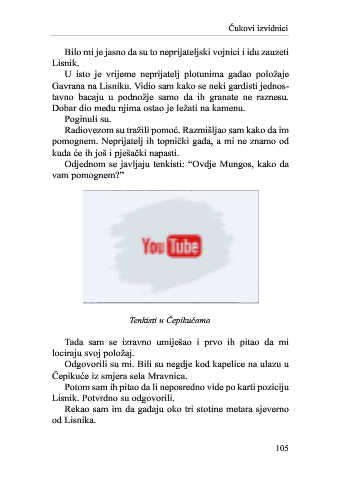 Čukovi izvidnici
Bilo mi je jasno da su to neprijateljski vojnici i idu zauzeti
Lisnik.
U isto je vrijeme neprijatelj plotunima gađao položaje
Gavrana na Lisniku. Vidio sam kako se neki gardisti jednos-
tavno bacaju u podnožje samo da ih granate ne raznesu.
Dobar dio među njima ostao je ležati na kamenu.
Poginuli su.
Radiovezom su tražili pomoć. Razmišljao sam kako da im
pomognem. Neprijatelj ih topnički gađa, a mi ne znamo od
kuda će ih još i pješački napasti.
Odjednom se javljaju tenkisti: “Ovdje Mungos, kako da
vam pomognem?”
YouTube
Tenkisti u Čepikućama
Tada sam se izravno umiješao i prvo ih pitao da mi
lociraju svoj položaj.
Odgovorili su mi. Bili su negdje kod kapelice na ulazu u
Čepikuće iz smjera sela Mravnica.
Potom sam ih pitao da li neposredno vide po karti poziciju
Lisnik. Potvrdno su odgovorili.
Rekao sam im da gađaju oko tri stotine metara sjeverno
od Lisnika.
105